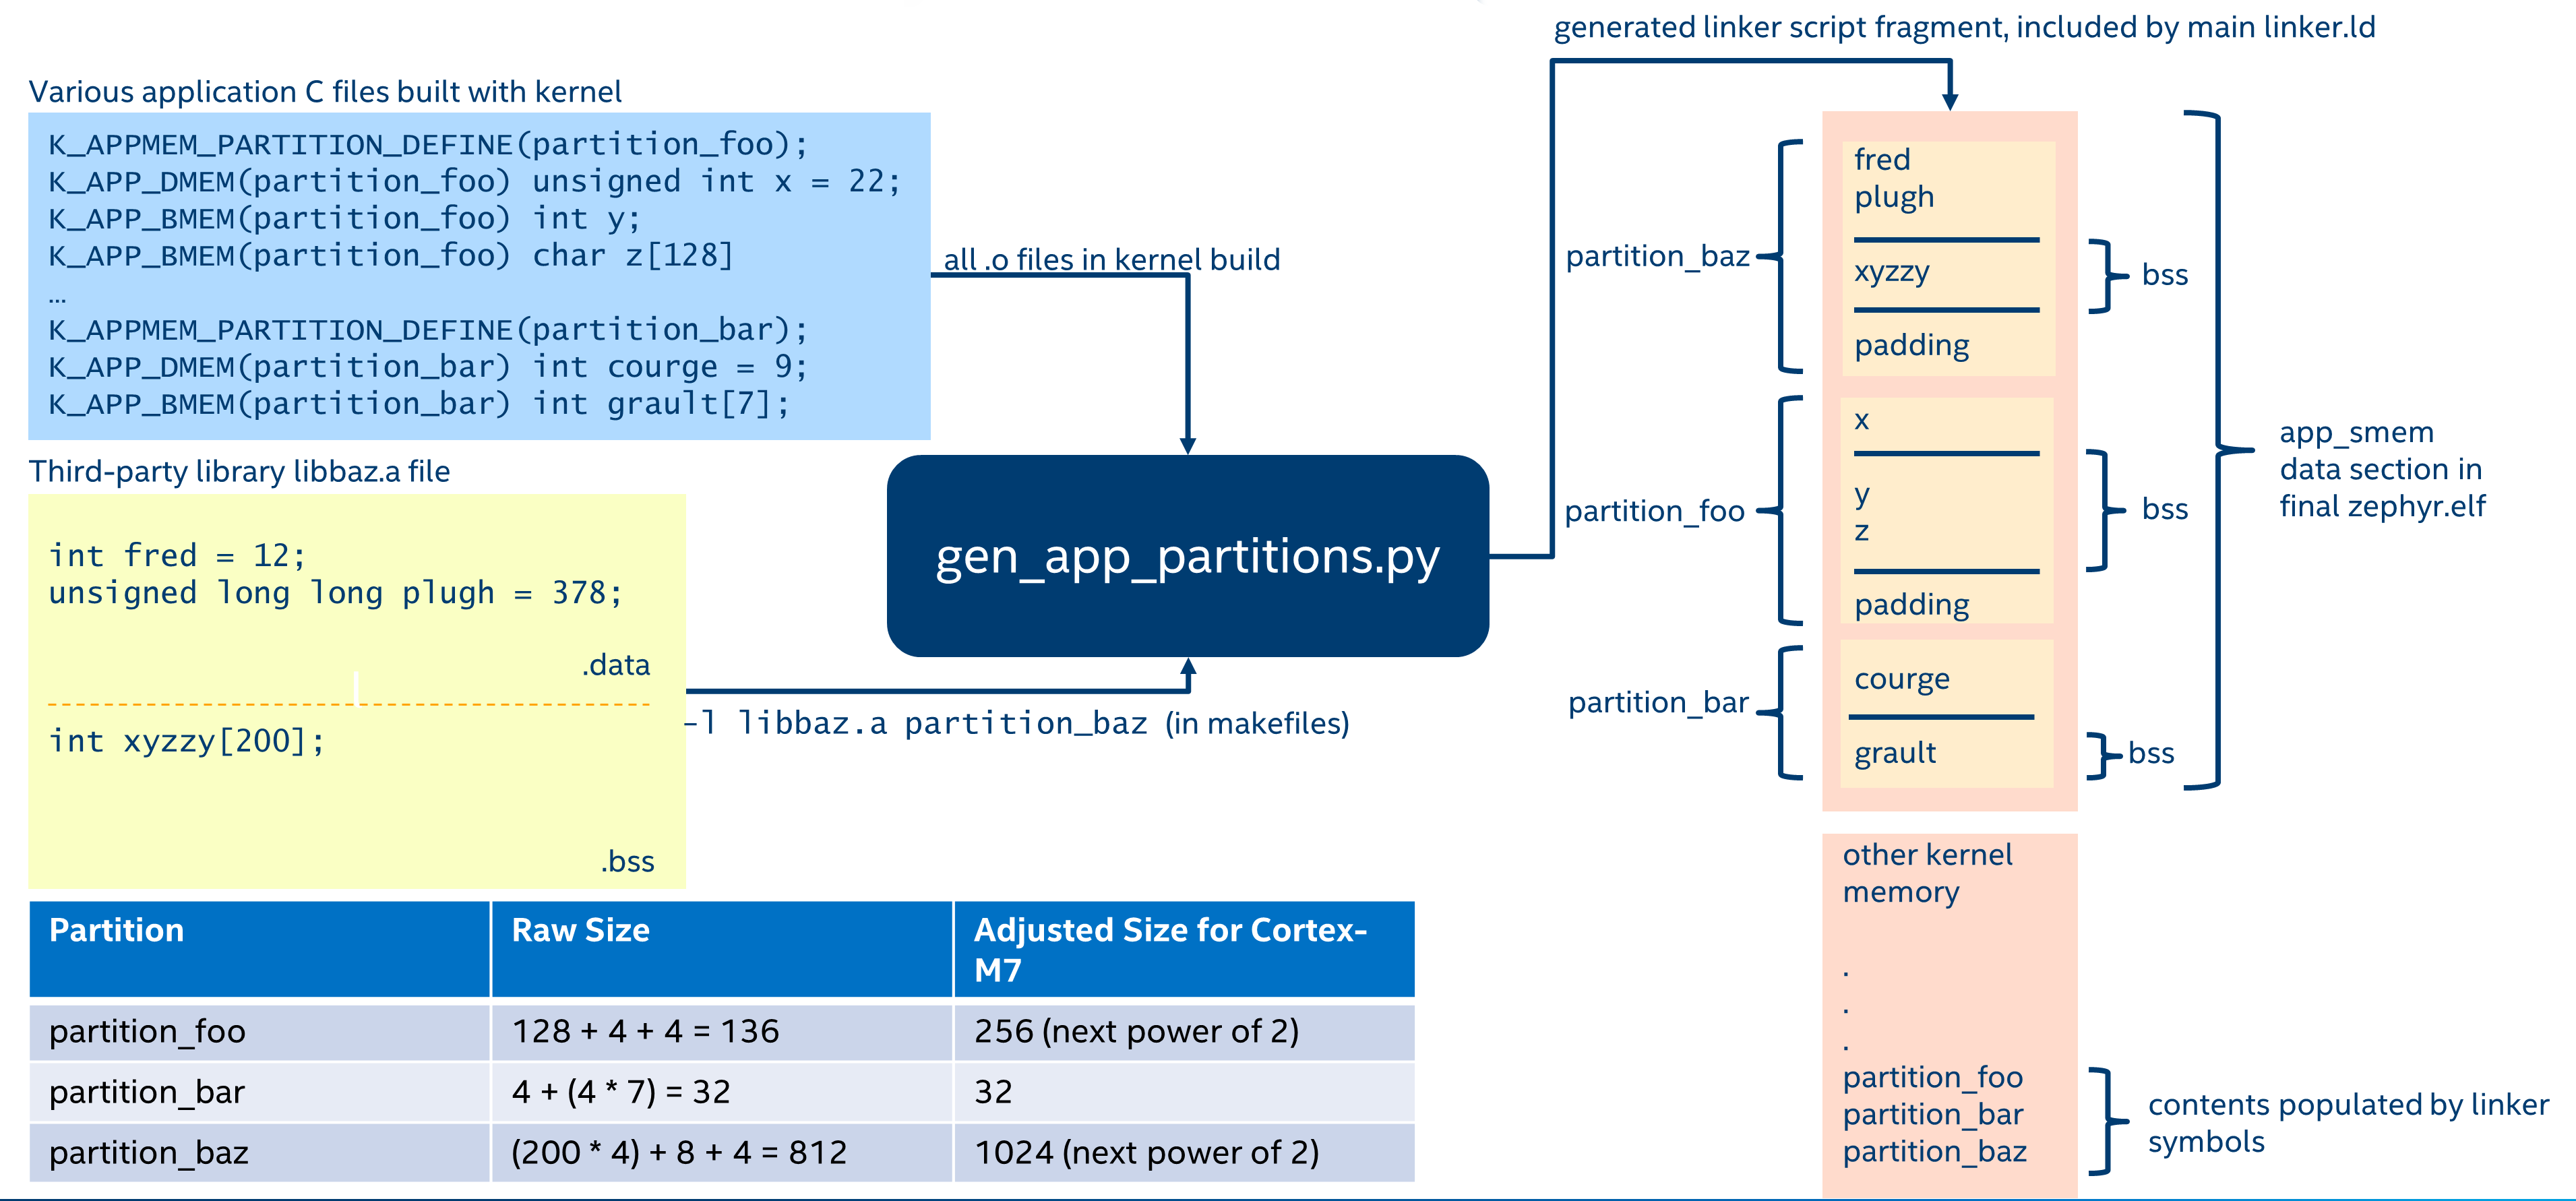 generated linker script fragment, included by main linker.ld
Various application C files built with kernel
K_APPMEM_PARTITION_DEFINE(partition_foo);
K_APP_DMEM(partition_foo) unsigned int x = 22;
K_APP_BMEM(partition_foo) int y;
K_APP_BMEM(partition_foo) char z[128]
…
K_APPMEM_PARTITION_DEFINE(partition_bar);
K_APP_DMEM(partition_bar) int courge = 9;
K_APP_BMEM(partition_bar) int grault[7];
all .o files in kernel build
Third-party library libbaz.a file
int fred = 12;
unsigned long long plugh = 378;
.data
int xyzzy[200];
.bss
-l libbaz.a partition_baz (in makefiles)
gen_app_partitions.py
partition_baz
fred
plugh
xyzzy
padding
bss
partition_foo
x
y
z
padding
bss
partition_bar
courge
grault
bss
app_smem
data section in
final zephyr.elf
other kernel
memory
.
.
.
partition_foo
partition_bar
partition_baz
contents populated by linker
symbols
Partition Raw Size Adjusted Size for Cortex-
M7
partition_foo 128 + 4 + 4 = 136 256 (next power of 2)
partition_bar 4 + (4 * 7) = 32 32
partition_baz (200 * 4) + 8 + 4 = 812 1024 (next power of 2)